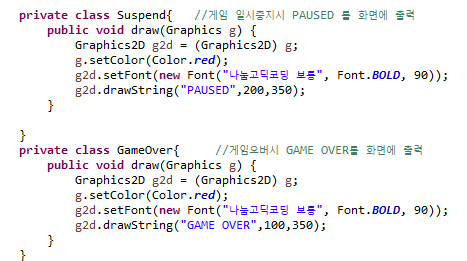 private class Suspend{   //게임 일시중지시 PAUSED 를 화면에 출력
    public void draw(Graphics g) {
        Graphics2D g2d = (Graphics2D) g;
        g.setColor(Color.red);
        g2d.setFont(new Font("나눔고딕코딩 보통", Font.BOLD, 90));
        g2d.drawString("PAUSED",200,350);
    }

}
private class GameOver{     //게임오버시 GAME OVER를 화면에 출력
    public void draw(Graphics g) {
        Graphics2D g2d = (Graphics2D) g;
        g.setColor(Color.red);
        g2d.setFont(new Font("나눔고딕코딩 보통", Font.BOLD, 90));
        g2d.drawString("GAME OVER",100,350);
    }
}